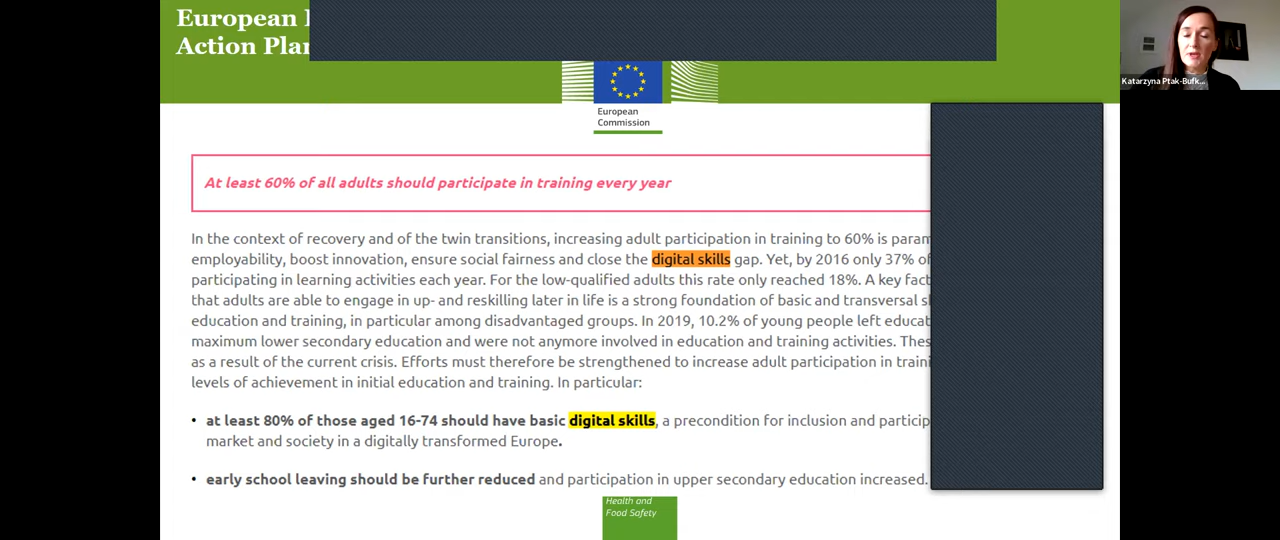 European
Action Plan
Katarzyna Ptak-Bufk...
European
Commission
At least 60% of all adults should participate in training every year
In the context of recovery and of the twin transitions, increasing adult participation in training to 60% is
employability, boost innovation, ensure social fairness and close the digital skills gap. Yet, by 2016 only 37% of
participating in learning activities each year. For the low-qualified adults this rate only reached 18%. A key
that adults are able to engage in up- and reskilling later in life is a strong foundation of basic and transversal
education and training, in particular among disadvantaged groups. In 2019, 10.2% of young people left
maximum lower secondary education and were not anymore involved in education and training activities.
as a result of the current crisis. Efforts must therefore be strengthened to increase adult participation in
levels of achievement in initial education and training. In particular:
• at least 80% of those aged 16-74 should have basic digital skills, a precondition for inclusion and
market and society in a digitally transformed Europe.
• early school leaving should be further reduced and participation in upper secondary education increased.
Health and
Food Safety